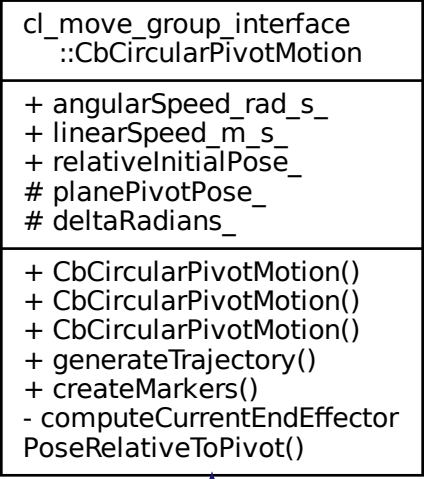 cl_move_group_interface
::CbCircularPivotMotion
+ angularSpeed_rad_s_
+ linearSpeed_m_s_
+ relativeInitialPose_
# planePivotPose_
# deltaRadians_
+ CbCircularPivotMotion()
+ CbCircularPivotMotion()
+ CbCircularPivotMotion()
+ generateTrajectory()
+ createMarkers()
- computeCurrentEndEffector
PoseRelativeToPivot()